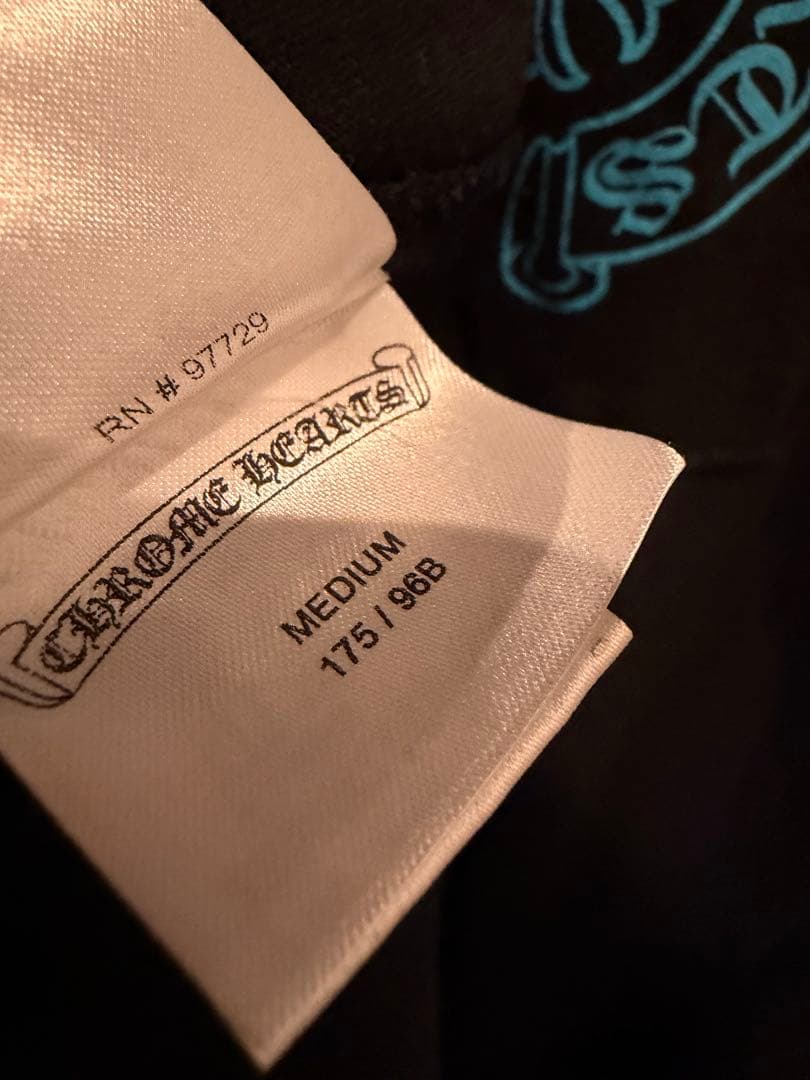 RN # 97729
CHROME HEARTS
MEDIUM
175 / 96B